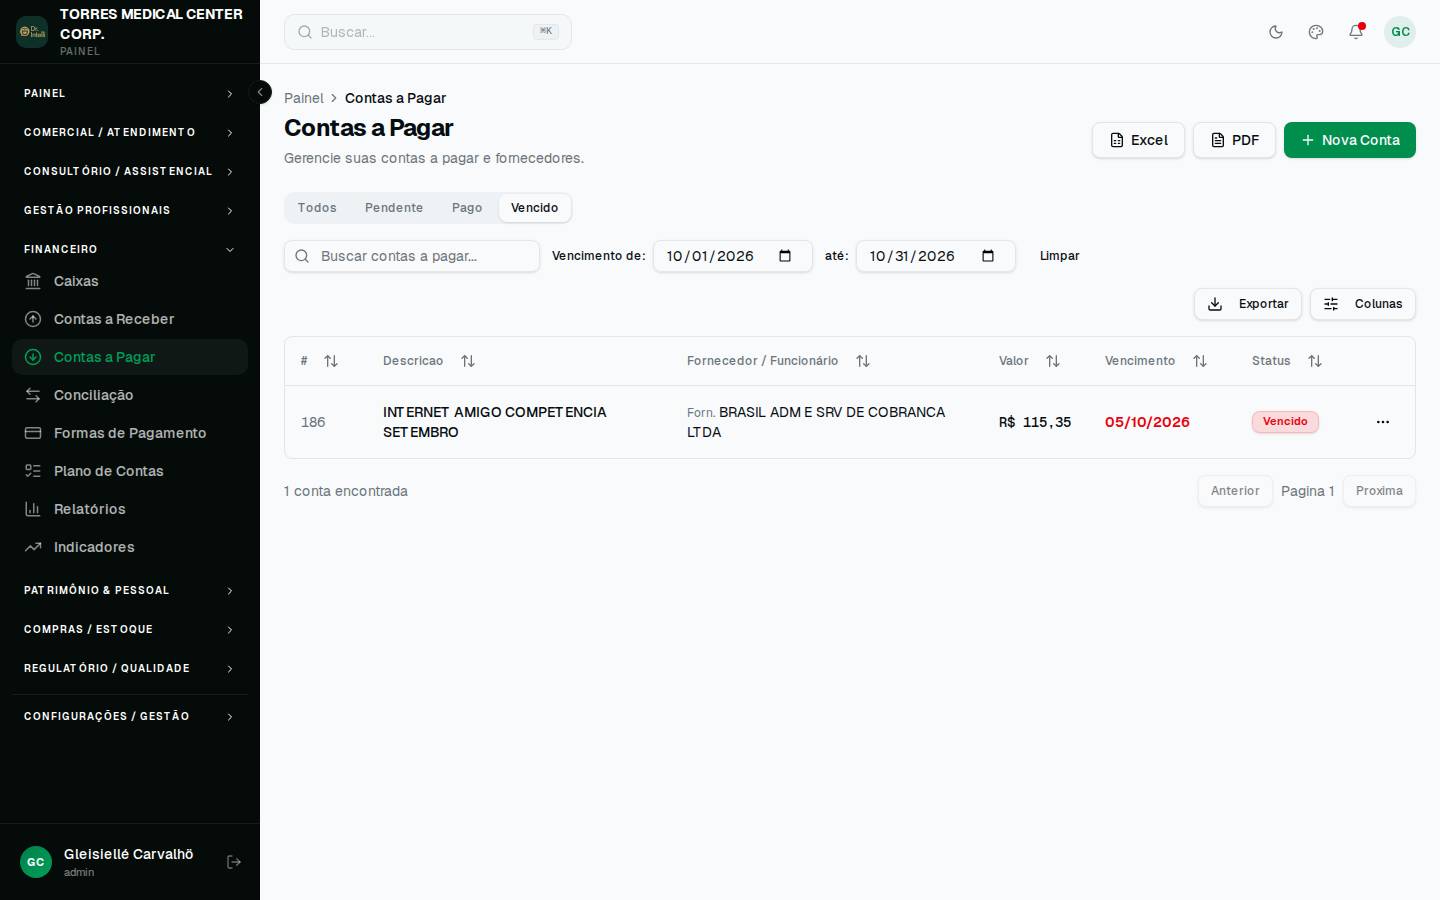 TORRES MEDICAL CENTER CORP.
PAINEL
Buscar...
⌘K
GC
PAINEL
COMERCIAL / ATENDIMENTO
CONSULTÓRIO / ASSISTENCIAL
GESTÃO PROFISSIONAIS
FINANCEIRO
Caixas
Contas a Receber
Contas a Pagar
Conciliação
Formas de Pagamento
Plano de Contas
Relatórios
Indicadores
PATRIMÔNIO & PESSOAL
COMPRAS / ESTOQUE
REGULATÓRIO / QUALIDADE
CONFIGURAÇÕES / GESTÃO
GC
Gleisiellé Carvalhö
admin
Painel > Contas a Pagar
Contas a Pagar
Gerencie suas contas a pagar e fornecedores.
Excel
PDF
+ Nova Conta
Todos Pendente Pago Vencido
Buscar contas a pagar...
Vencimento de: 10/01/2026 até: 10/31/2026 Limpar
Exportar Colunas
# Descricao Fornecedor / Funcionário Valor Vencimento Status
186 INTERNET AMIGO COMPETENCIA SETEMBRO Forn. BRASIL ADM E SRV DE COBRANCA LTDA R$ 115,35 05/10/2026 Vencido ...
1 conta encontrada
Anterior Pagina 1 Proxima